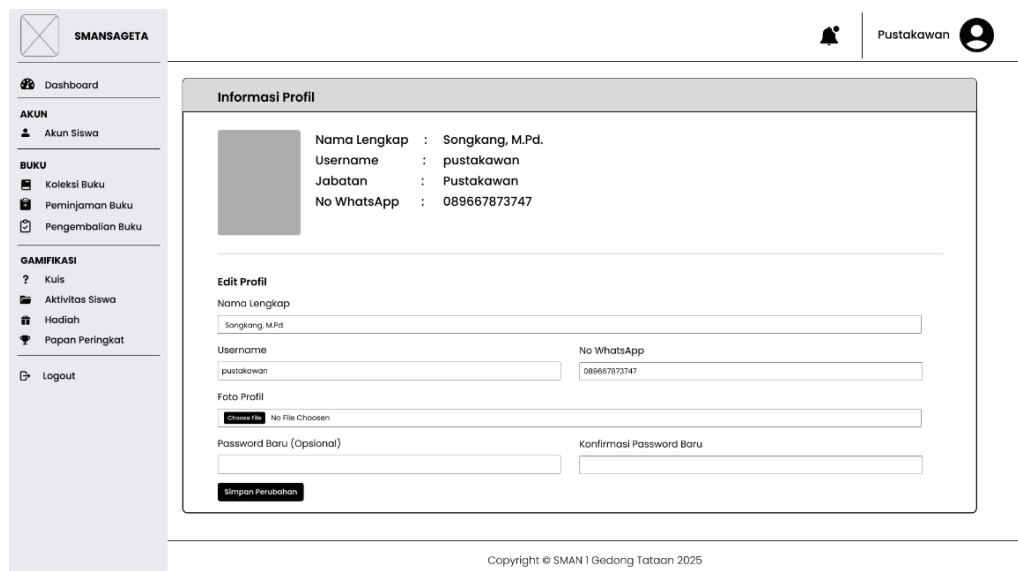 SMANSAGETA
Pustakawan
Dashboard
AKUN
Akun Siswa
BUKU
Koleksi Buku
Peminjaman Buku
Pengembalian Buku
GAMIFIKASI
? Kuis
Aktivitas Siswa
Hadiah
Papan Peringkat
Logout
Informasi Profil
Nama Lengkap : Songkang, M.Pd.
Username : pustakawan
Jabatan : Pustakawan
No WhatsApp : 089667873747
Edit Profil
Nama Lengkap
Songkang, M.Pd.
Username No WhatsApp
pustakawan 089667873747
Foto Profil
Choose File No File Choosen
Password Baru (Opsional) Konfirmasi Password Baru
Simpan Perubahan
Copyright © SMAN 1 Gedong Tataan 2025